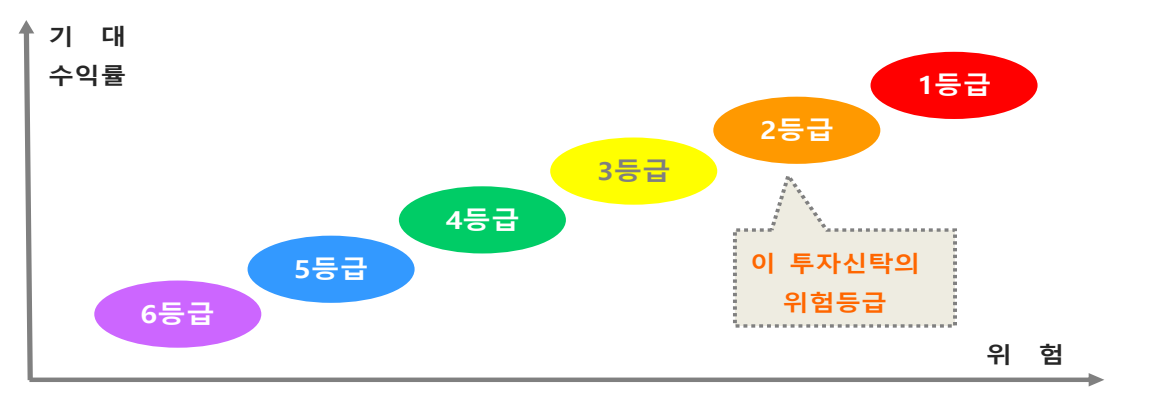 기 대
수익률
1등급
2등급
3등급
4등급
5등급
6등급
이 투자신탁의
위험등급
위 험